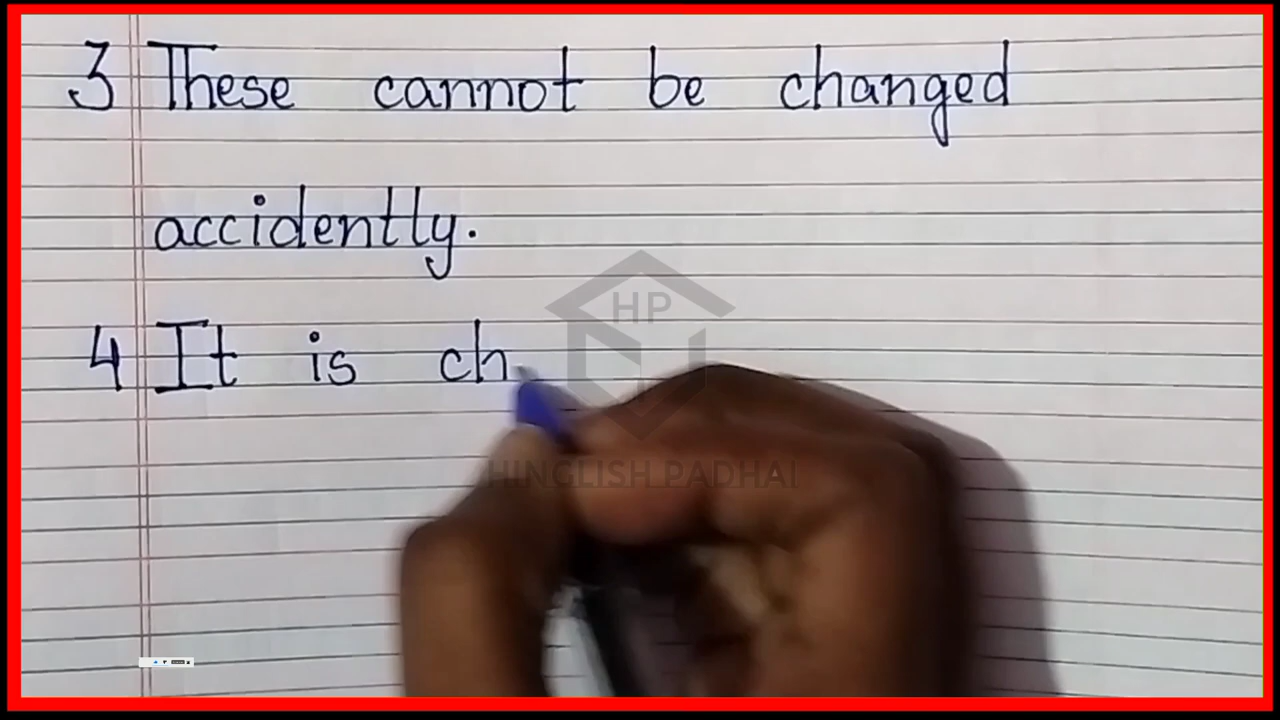 3 These cannot be changed
accidently.
4 It is ch
HP
HINGLISH PADHAI